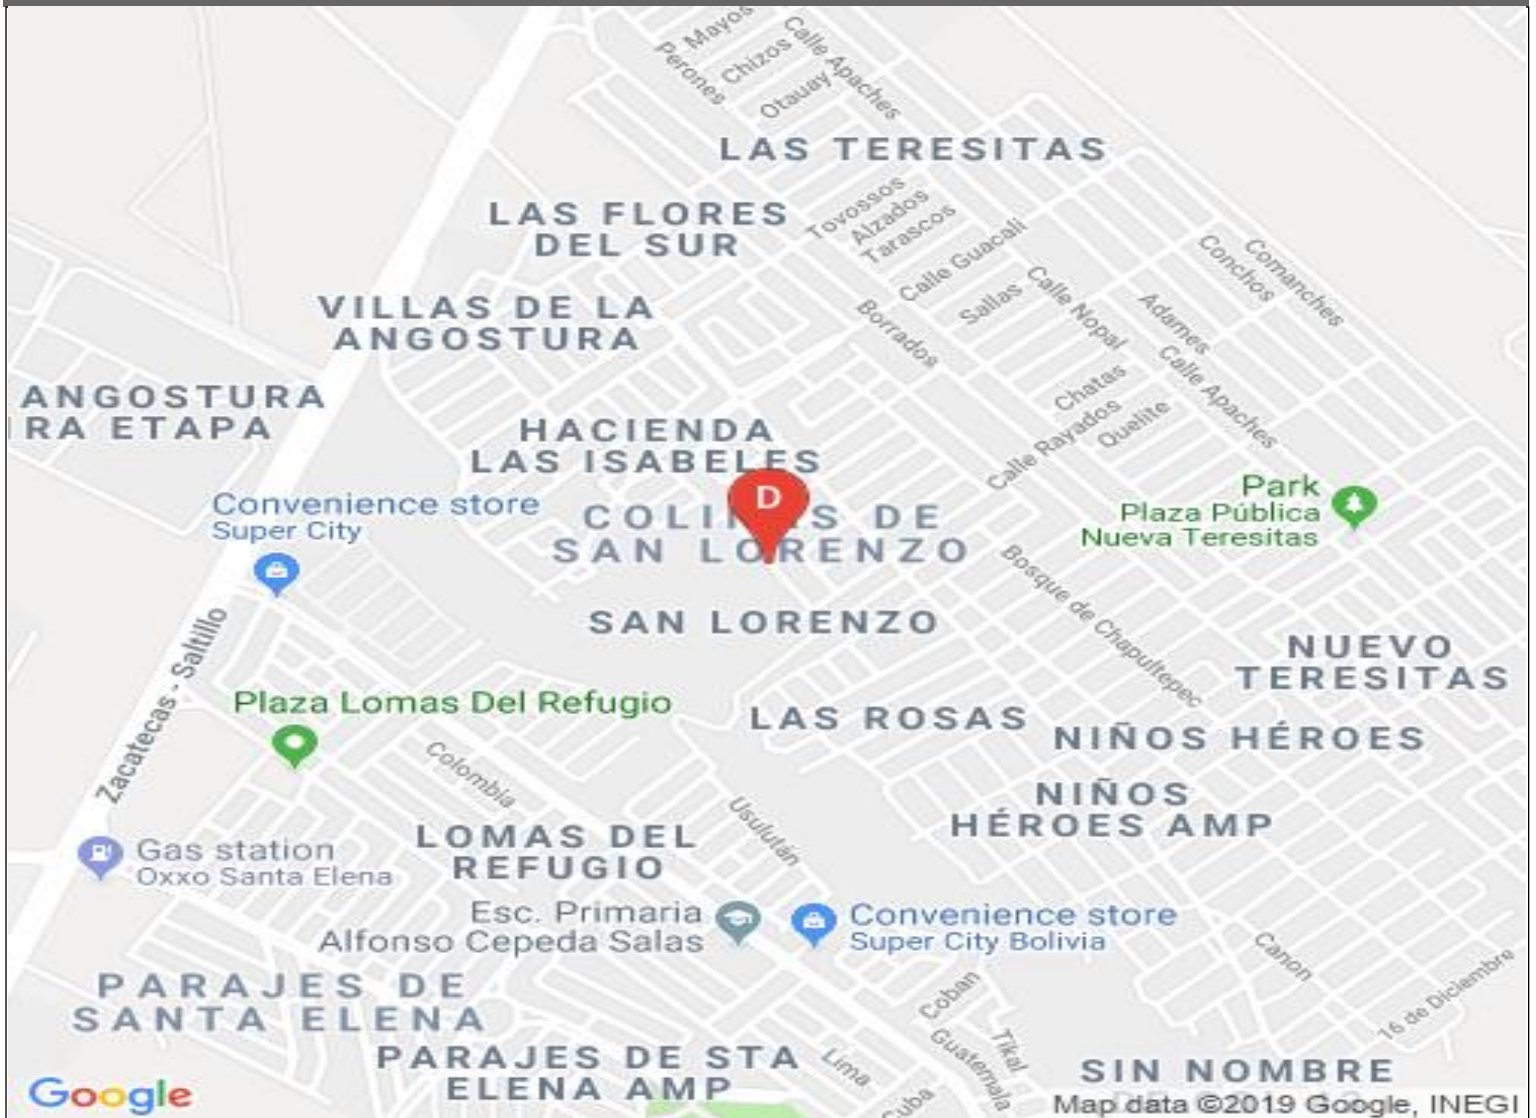 Mayos
Calle Apaches
Chizos
Perones
Otauay
LAS TERESITAS
Tovossos
Alzados
Tarascos
LAS FLORES
DEL SUR
Calle Guacali
Conchos
Comanches
VILLAS DE LA
ANGOSTURA
Borrados
Sallas
Calle Nopal
Adames
Calle Apaches
ANGOSTURA
RA ETAPA
Chatas
Calle Rayados
Quelite
HACIENDA
LAS ISABELES
D
Convenience store
Super City
COLI S DE
SAN LORENZO
Park
Plaza Pública
Nueva Teresitas
Bosque de Chapultepec
SAN LORENZO
Zacatecas - Saltillo
NUEVO
TERESITAS
Plaza Lomas Del Refugio
LAS ROSAS
NIÑOS HÉROES
Colombia
Usulután
NIÑOS
HÉROES AMP
Gas station
Oxxo Santa Elena
LOMAS DEL
REFUGIO
Esc. Primaria
Alfonso Cepeda Salas
Convenience store
Super City Bolivia
Canon
16 de Diciembre
PARAJES DE
SANTA ELENA
Coban
Tikal
Guatemala
PARAJES DE STA
ELENA AMP
Lima
Cuba
SIN NOMBRE
Google
Map data ©2019 Google, INEGI